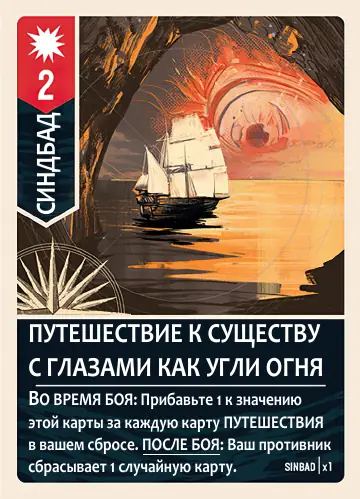 2
СИНДБАД
ПУТЕШЕСТВИЕ К СУЩЕСТВУ
С ГЛАЗАМИ КАК УГЛИ ОГНЯ
ВО ВРЕМЯ БОЯ: Прибавьте 1 к значению
этой карты за каждую карту ПУТЕШЕСТВИЯ
в вашем сбросе. ПОСЛЕ БОЯ: Ваш противник
сбрасывает 1 случайную карту.
SINBAD | x1